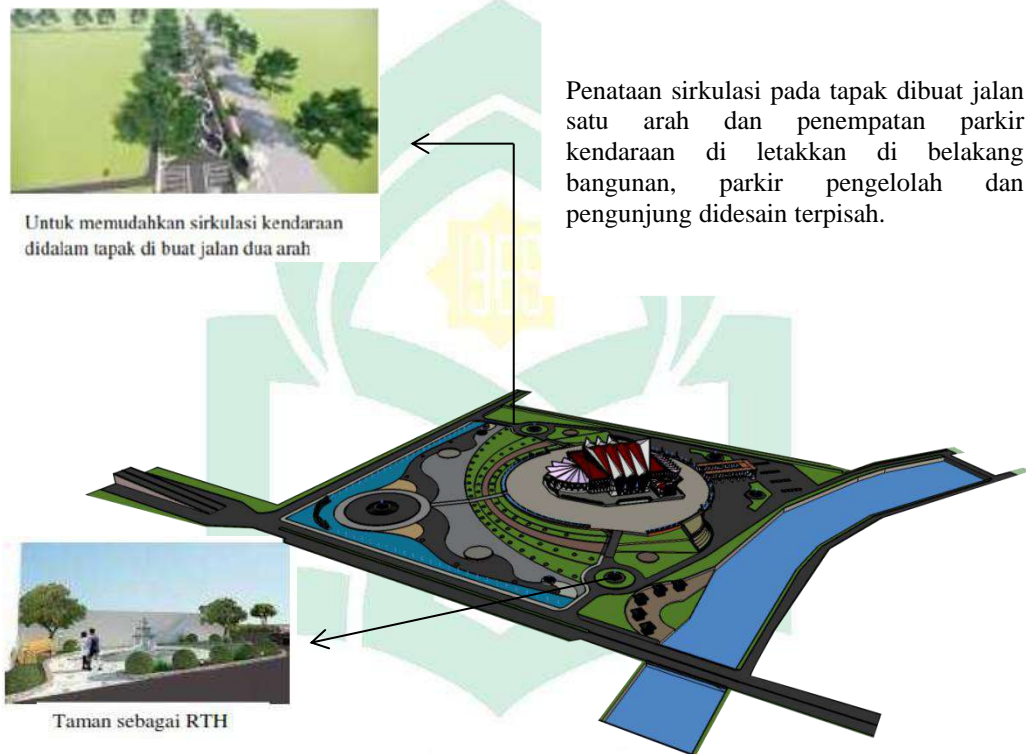 Penataan sirkulasi pada tapak dibuat jalan
satu arah dan penempatan parkir
kendaraan di letakkan di belakang
bangunan, parkir pengelolah dan
pengunjung didesain terpisah.
Untuk memudahkan sirkulasi kendaraan
didalam tapak di buat jalan dua arah
1965
Taman sebagai RTH